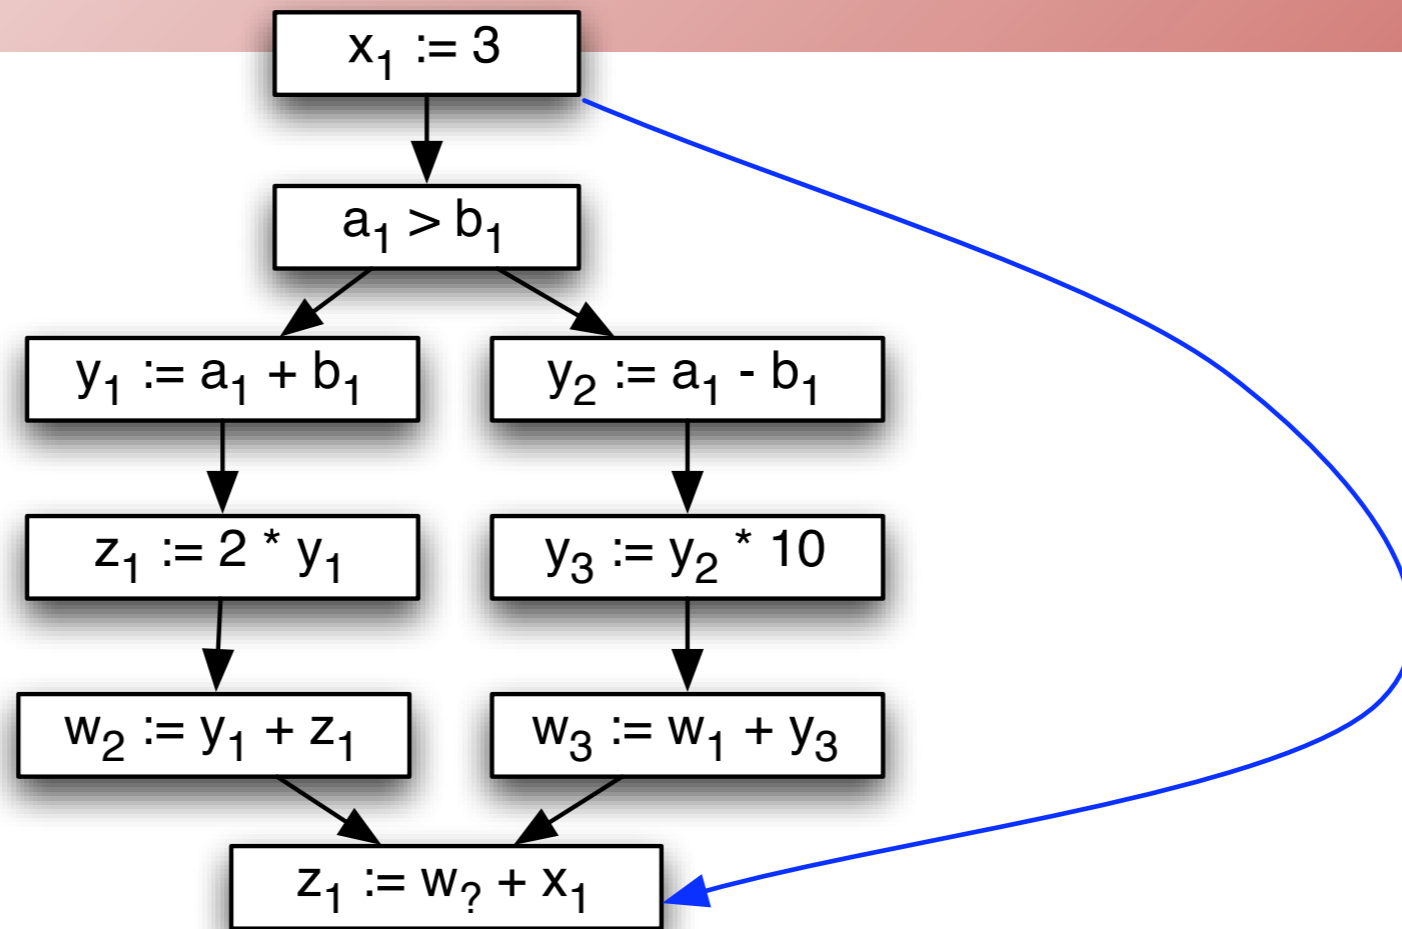 x₁ := 3
a₁ > b₁
y₁ := a₁ + b₁
y₂ := a₁ - b₁
z₁ := 2 * y₁
y₃ := y₂ * 10
w₂ := y₁ + z₁
w₃ := w₁ + y₃
z₁ := w? + x₁